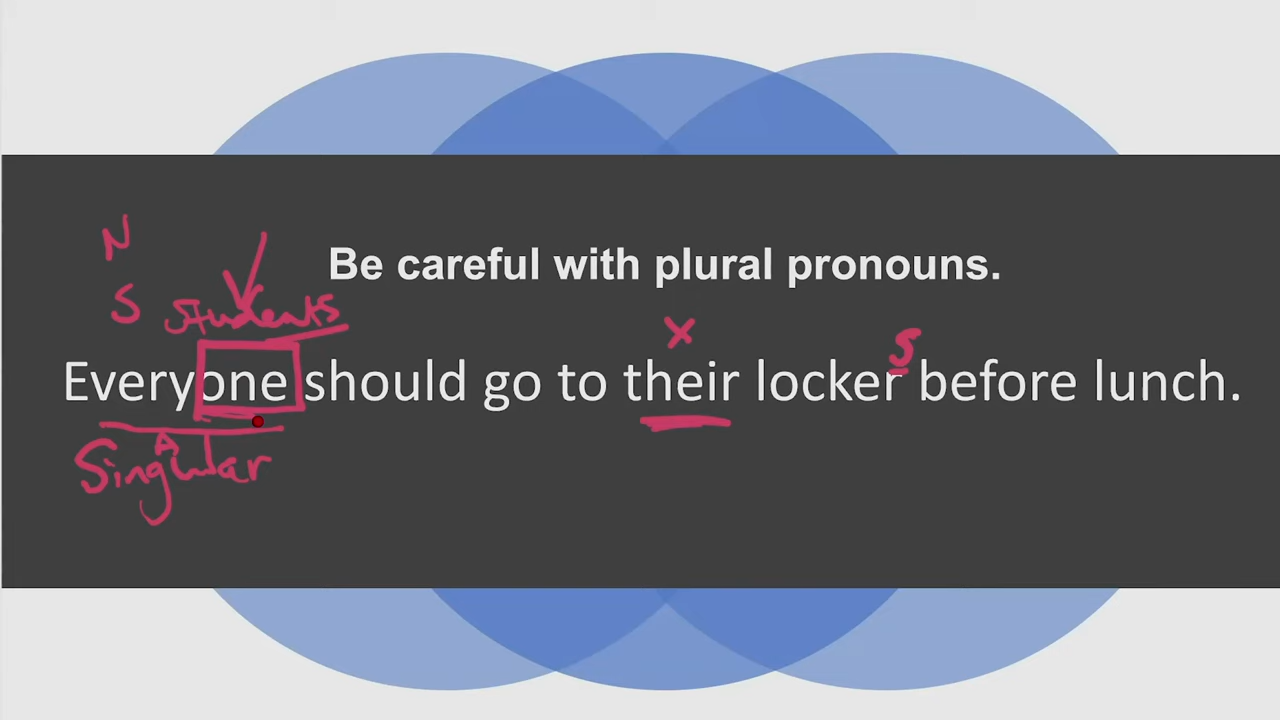 Be careful with plural pronouns.
N
S students
x
s
Everyone should go to their locker before lunch.
A
Singular